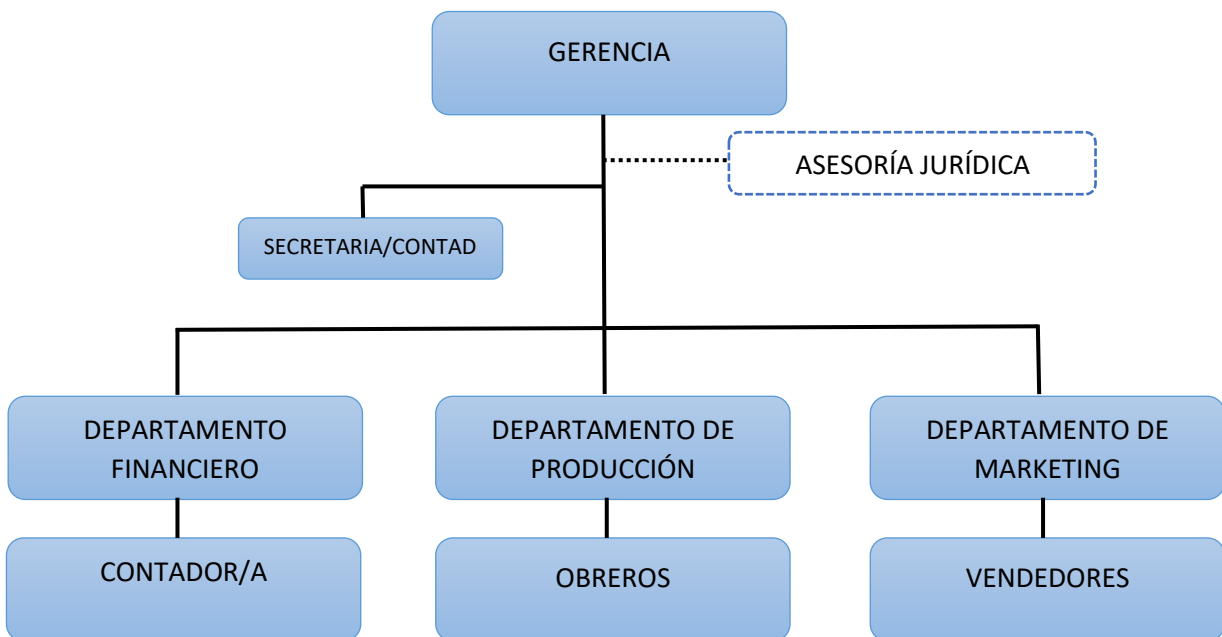 GERENCIA
ASESORÍA JURÍDICA
SECRETARIA/CONTAD
DEPARTAMENTO
FINANCIERO
DEPARTAMENTO DE
PRODUCCIÓN
DEPARTAMENTO DE
MARKETING
CONTADOR/A
OBREROS
VENDEDORES